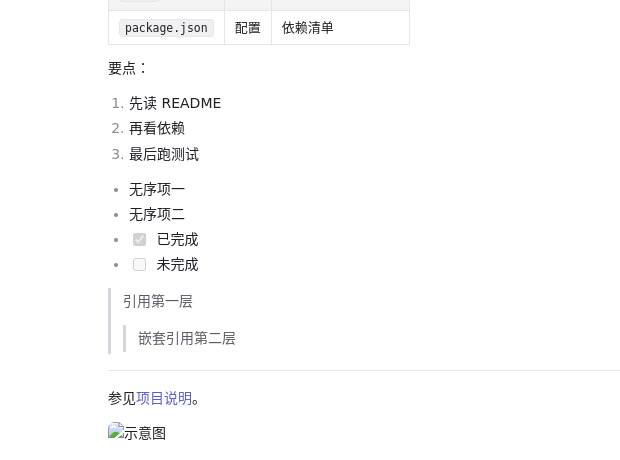 package.json 配置 依赖清单
要点：
1. 先读 README
2. 再看依赖
3. 最后跑测试
• 无序项一
• 无序项二
• 已完成
• 未完成
引用第一层
嵌套引用第二层
参见项目说明。
示意图